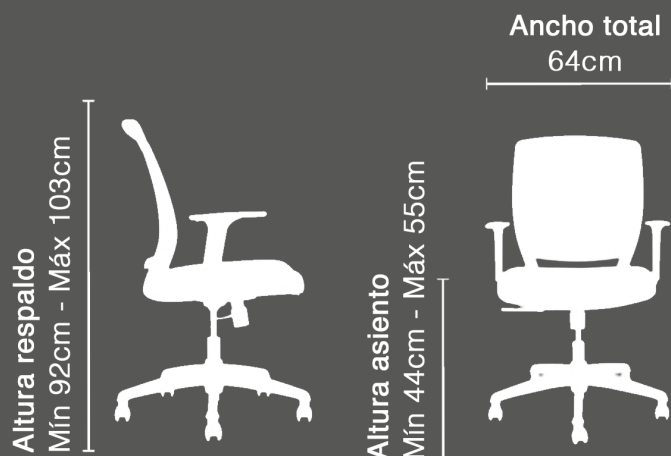 Ancho total
64cm
Altura respaldo
Mín 92cm - Máx 103cm
Altura asiento
Mín 44cm - Máx 55cm